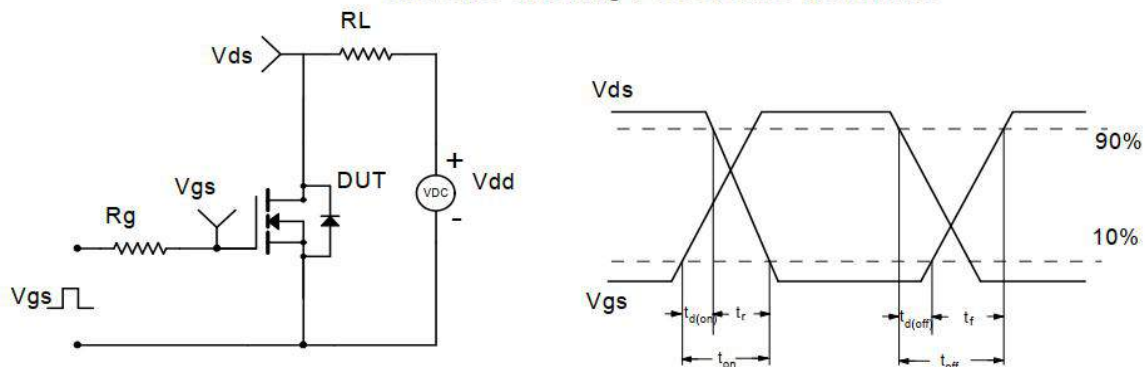 RL
Vds
Vgs
DUT
+
VDC
Vdd
-
Rg
Vgs
Vds
90%
10%
Vgs
td(on)
tr
td(off)
tf
ton
toff